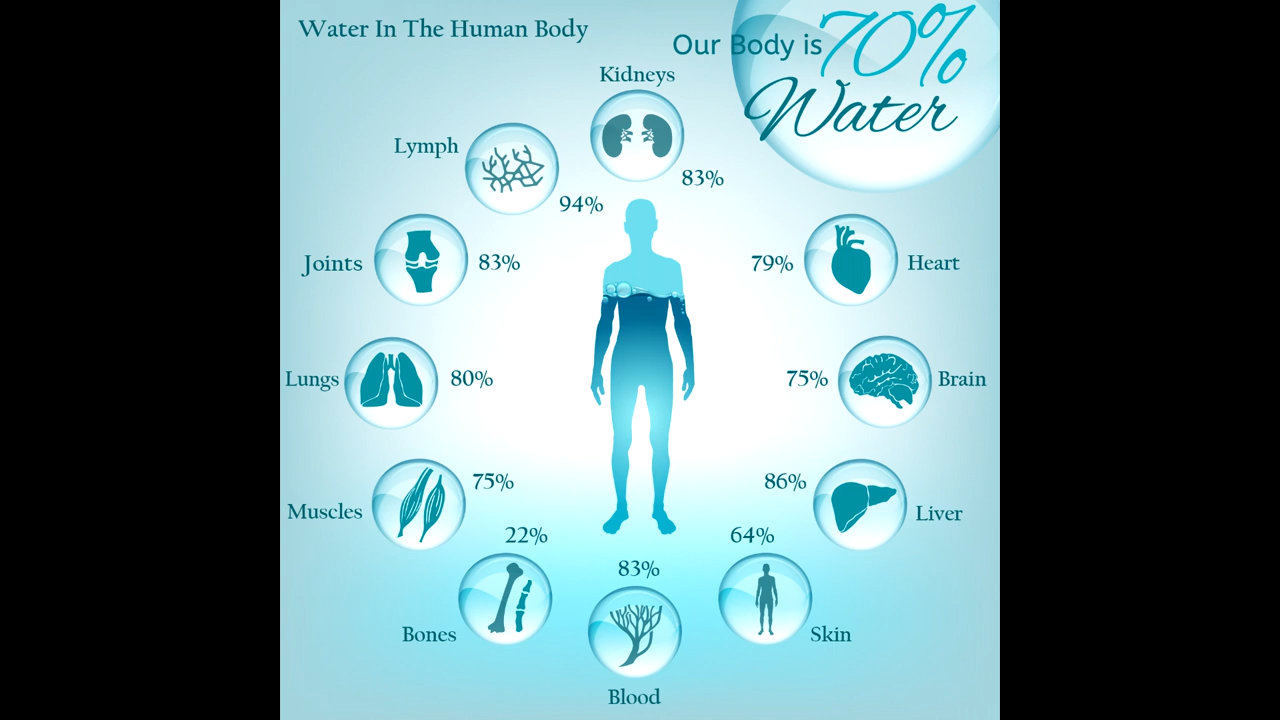 Water In The Human Body
Our Body is 70%
Water
Kidneys
83%
Lymph
94%
Joints
83%
79%
Heart
Lungs
80%
75%
Brain
Muscles
75%
86%
Liver
22%
Bones
83%
Blood
64%
Skin